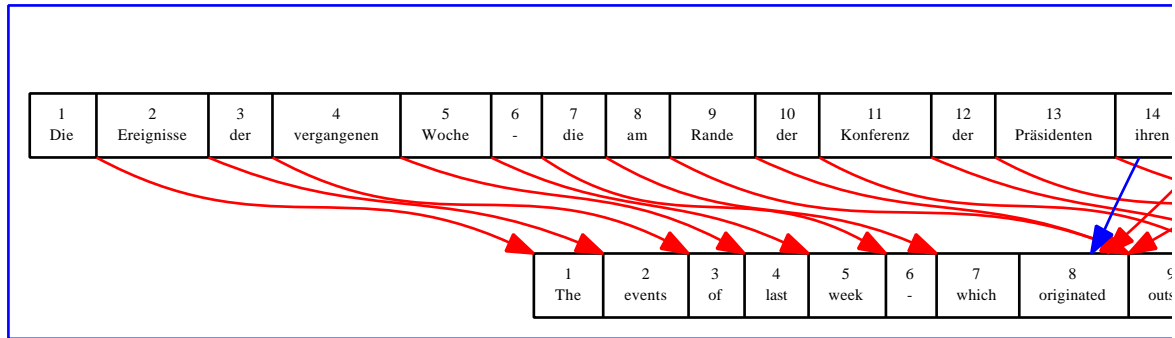 1 2 3 4 5 6 7 8 9 10 11 12 13 14
Die Ereignisse der vergangenen Woche - die am Rande der Konferenz der Präsidenten ihren
1 2 3 4 5 6 7 8 9
The events of last week - which originated outs